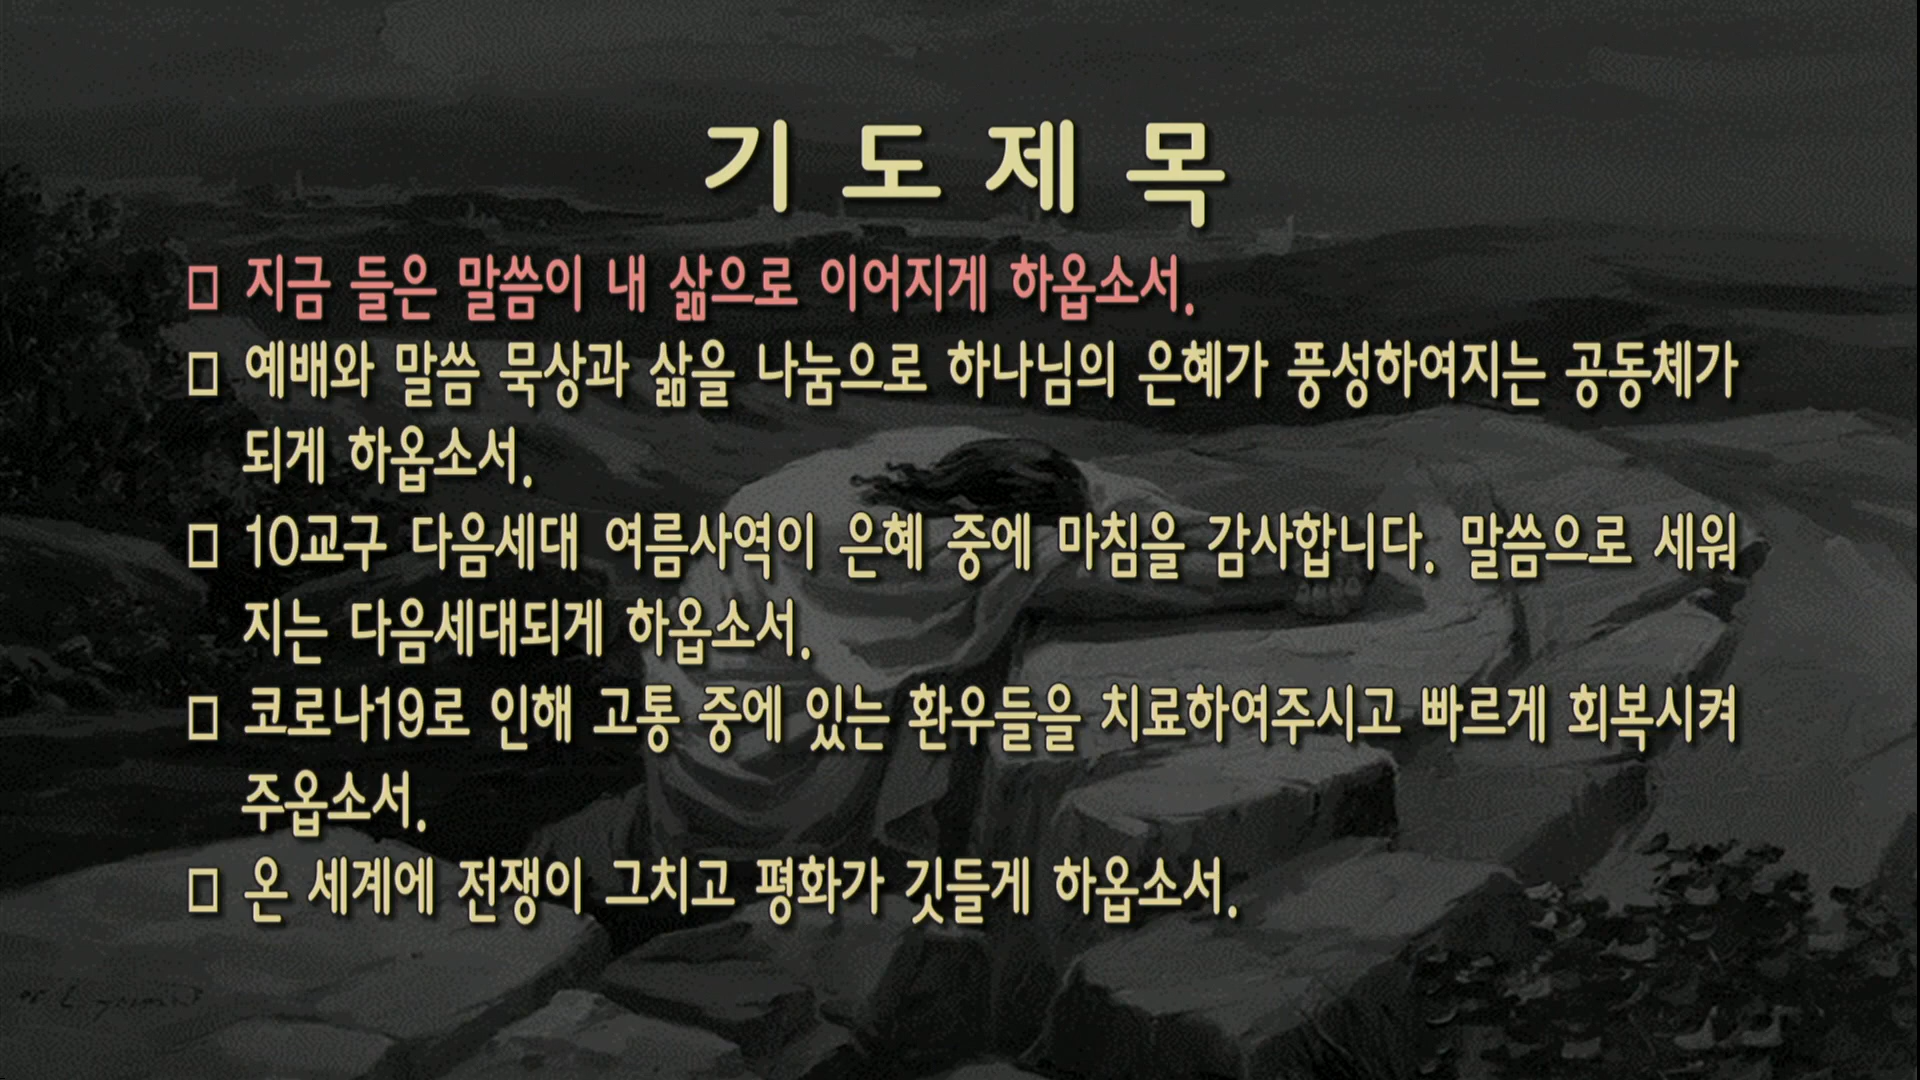 기 도 제 목
□ 지금 들은 말씀이 내 삶으로 이어지게 하옵소서.
□ 예배와 말씀 묵상과 삶을 나눔으로 하나님의 은혜가 풍성하여지는 공동체가
되게 하옵소서.
□ 10교구 다음세대 여름사역이 은혜 중에 마침을 감사합니다. 말씀으로 세워
지는 다음세대되게 하옵소서.
□ 코로나19로 인해 고통 중에 있는 환우들을 치료하여주시고 빠르게 회복시켜
주옵소서.
□ 온 세계에 전쟁이 그치고 평화가 깃들게 하옵소서.